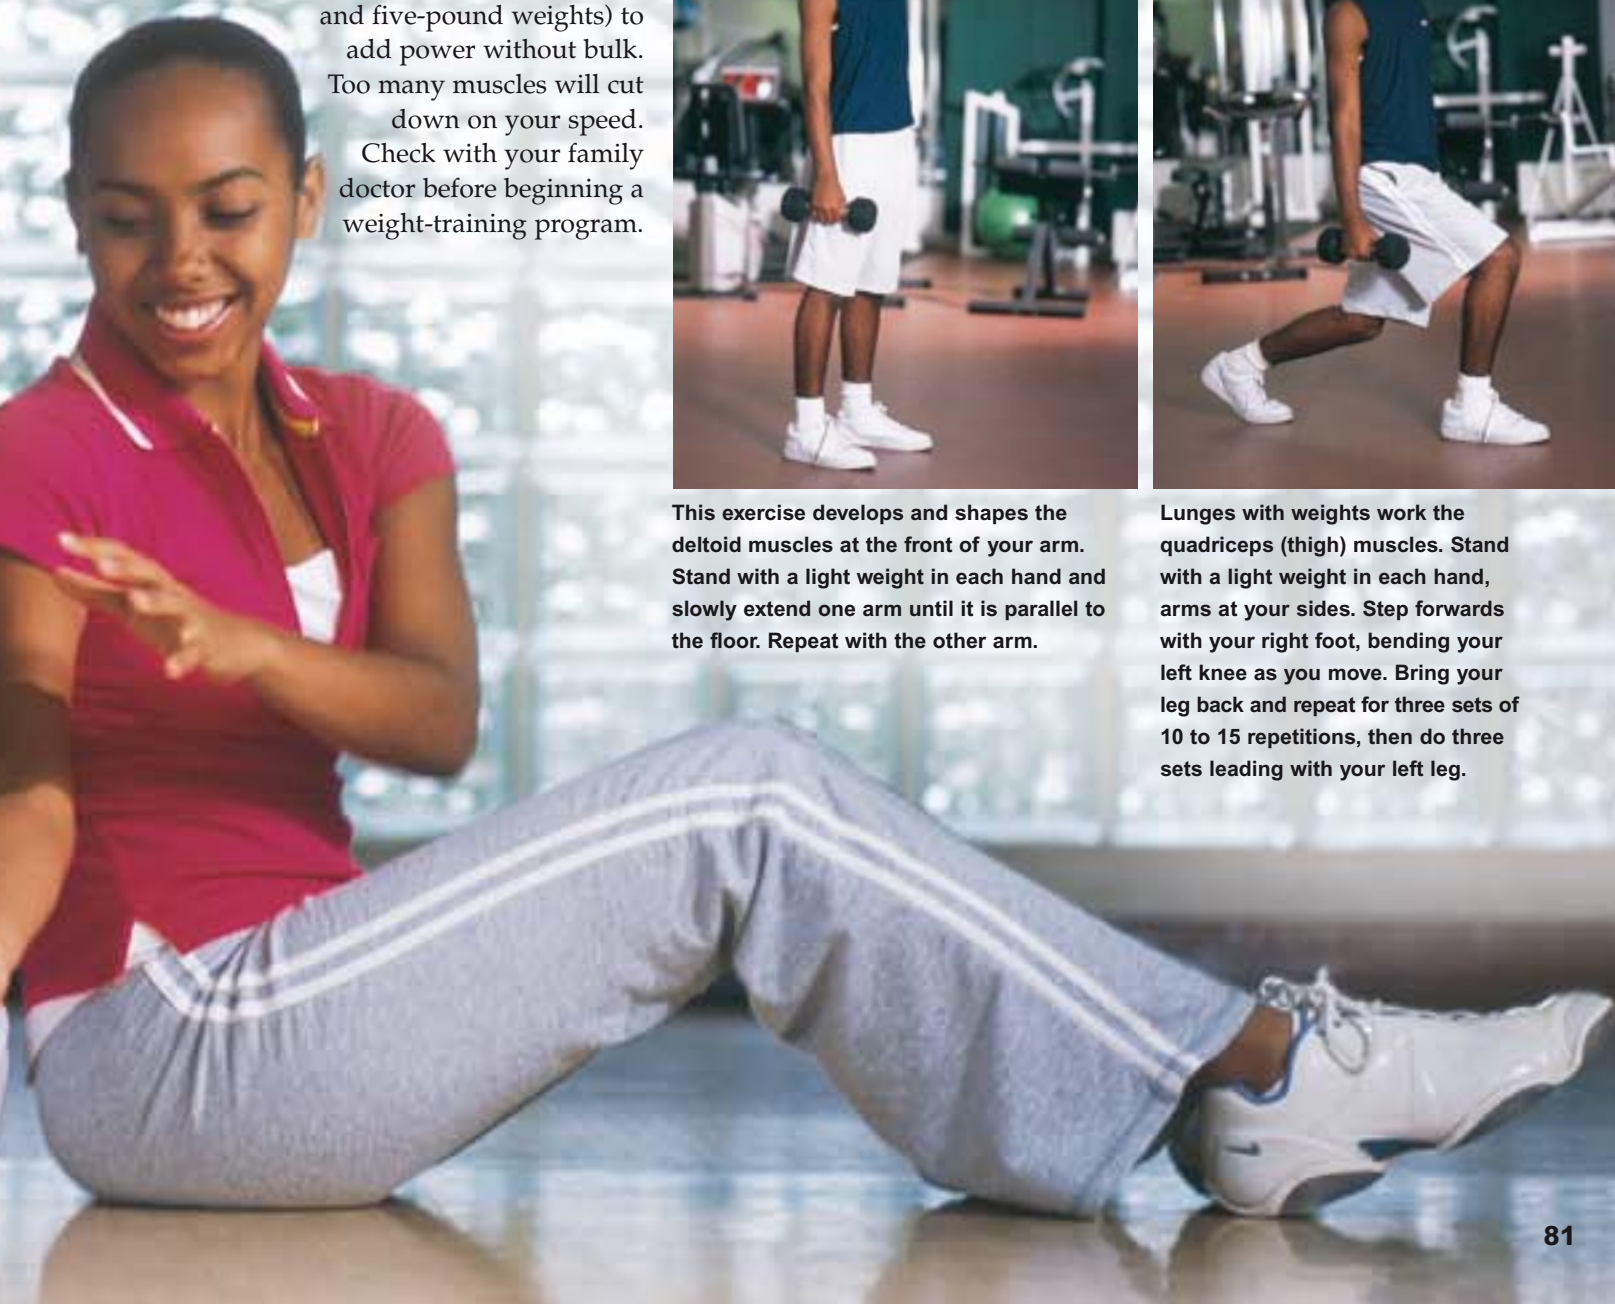 and five-pound weights) to
add power without bulk.
Too many muscles will cut
down on your speed.
Check with your family
doctor before beginning a
weight-training program.
This exercise develops and shapes the
deltoid muscles at the front of your arm.
Stand with a light weight in each hand and
slowly extend one arm until it is parallel to
the floor. Repeat with the other arm.
Lunges with weights work the
quadriceps (thigh) muscles. Stand
with a light weight in each hand,
arms at your sides. Step forwards
with your right foot, bending your
left knee as you move. Bring your
leg back and repeat for three sets of
10 to 15 repetitions, then do three
sets leading with your left leg.
81